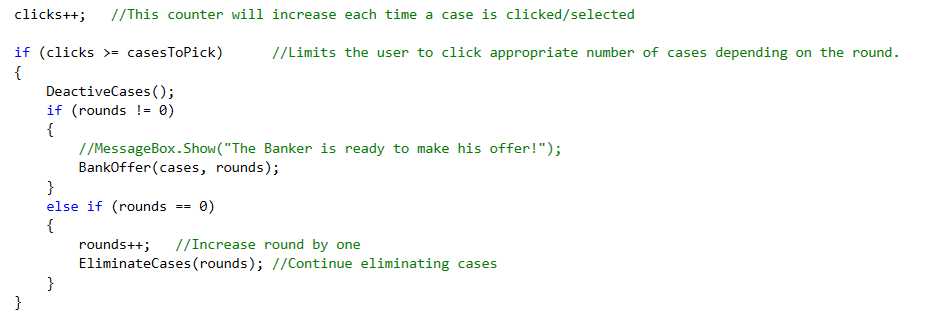 clicks++;   //This counter will increase each time a case is clicked/selected
if (clicks >= casesToPick)      //Limits the user to click appropriate number of cases depending on the round.
{
    DeactiveCases();
    if (rounds != 0)
    {
        //MessageBox.Show("The Banker is ready to make his offer!");
        BankOffer(cases, rounds);
    }
    else if (rounds == 0)
    {
        rounds++;   //Increase round by one
        EliminateCases(rounds); //Continue eliminating cases
    }
}